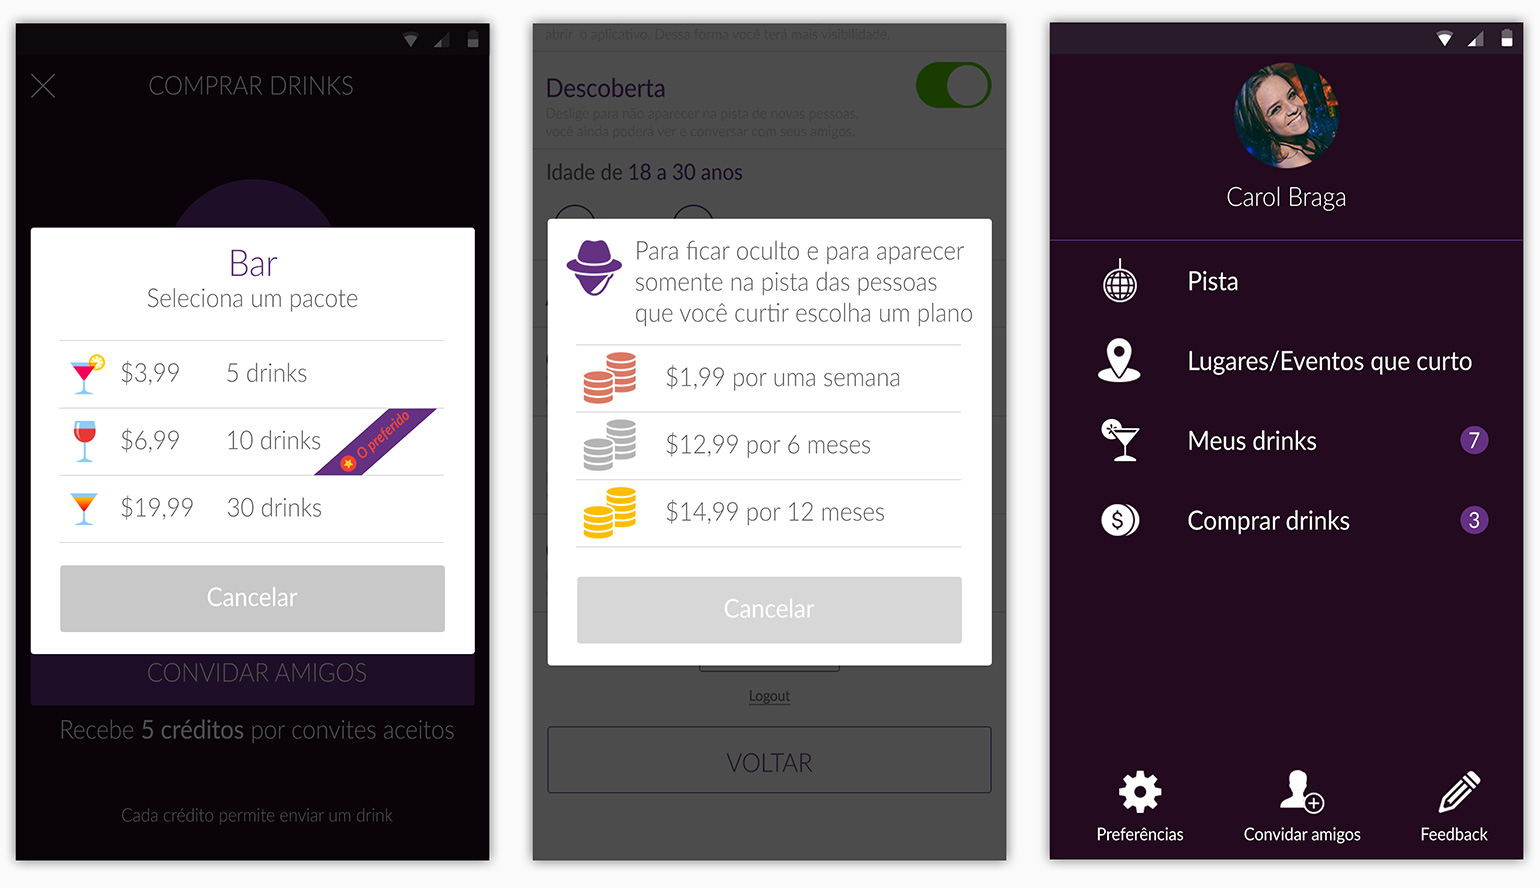 COMPRAR DRINKS
Bar
Seleciona um pacote
$3,99 5 drinks
$6,99 10 drinks
O preferido
$19,99 30 drinks
Cancelar
CONVIDAR AMIGOS
Recebe 5 créditos por convites aceitos
Cada crédito permite enviar um drink
abrir o aplicativo. Dessa forma você terá mais visibilidade.
Descoberta
Deslige para não aparecer na pista de novas pessoas,
você ainda poderá ver e conversar com seus amigos.
Idade de 18 a 30 anos
Para ficar oculto e para aparecer
somente na pista das pessoas
que você curtir escolha um plano
$1,99 por uma semana
$12,99 por 6 meses
$14,99 por 12 meses
Cancelar
Logout
VOLTAR
Carol Braga
Pista
Lugares/Eventos que curto
Meus drinks 7
$ Comprar drinks 3
Preferências
Convidar amigos
Feedback